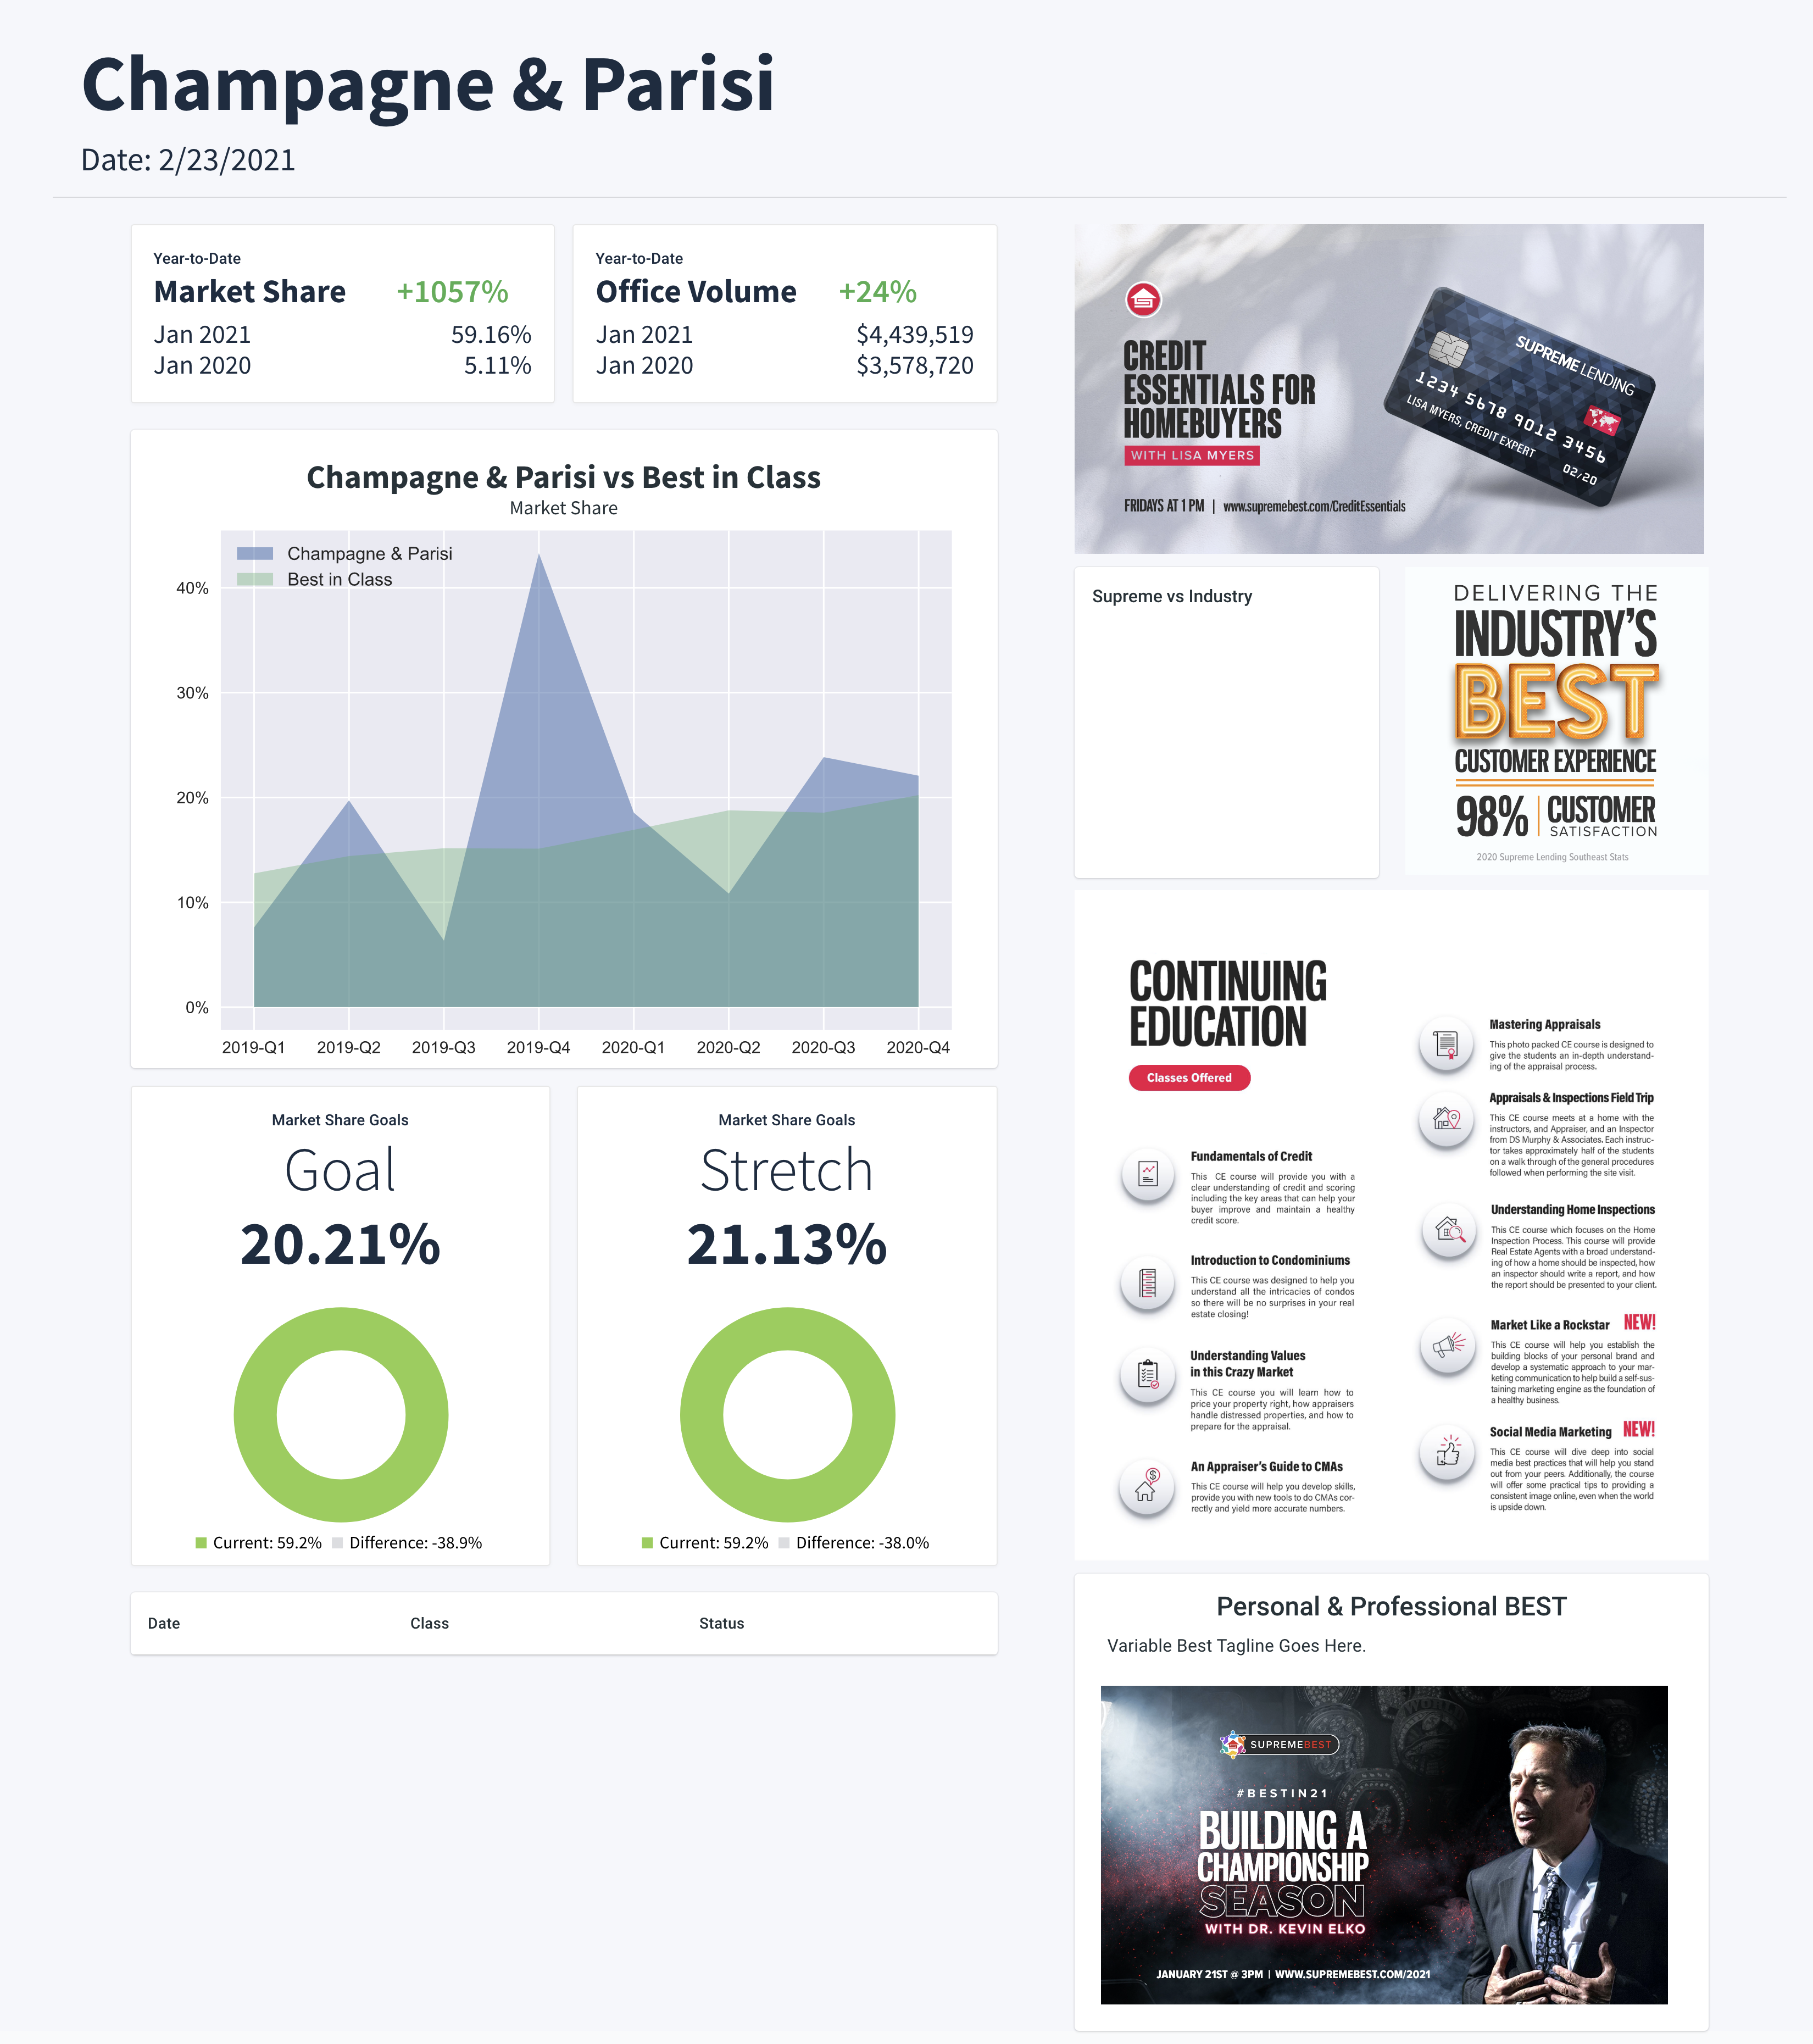 Champagne & Parisi
Date: 2/23/2021
Year-to-Date
Market Share +1057%
Jan 2021 59.16%
Jan 2020 5.11%
Year-to-Date
Office Volume +24%
Jan 2021 $4,439,519
Jan 2020 $3,578,720
Champagne & Parisi vs Best in Class
Market Share
Champagne & Parisi
Best in Class
40%
30%
20%
10%
0%
2019-Q1 2019-Q2 2019-Q3 2019-Q4 2020-Q1 2020-Q2 2020-Q3 2020-Q4
Market Share Goals
Goal
20.21%
Current: 59.2% Difference: -38.9%
Market Share Goals
Stretch
21.13%
Current: 59.2% Difference: -38.0%
Date Class Status
CREDIT
ESSENTIALS FOR
HOMEBUYERS
WITH LISA MYERS
FRIDAYS AT 1 PM | www.supremebest.com/CreditEssentials
SUPREME LENDING
1234 5678 9012 3456
LISA MYERS, CREDIT EXPERT
02/20
Supreme vs Industry
DELIVERING THE
INDUSTRY'S
BEST
CUSTOMER EXPERIENCE
98% | CUSTOMER
SATISFACTION
2020 Supreme Lending Southeast Stats
CONTINUING
EDUCATION
Classes Offered
Fundamentals of Credit
This CE course will provide you with a
clear understanding of credit and scoring
including the key areas that can help your
buyer improve and maintain a healthy
credit score.
Introduction to Condominiums
This CE course was designed to help you
understand all the intricacies of condos
so there will be no surprises in your real
estate closing!
Understanding Values
in this Crazy Market
This CE course you will learn how to
price your property right, how appraisers
handle distressed properties, and how to
prepare for the appraisal.
An Appraiser's Guide to CMAs
This CE course will help you develop skills,
provide you with new tools to do CMAs cor-
rectly and yield more accurate numbers.
Mastering Appraisals
This photo packed CE course is designed to
give the students an in-depth understand-
ing of the appraisal process.
Appraisals & Inspections Field Trip
This CE course meets at a home with the
instructors, and Appraiser, and an Inspector
from DS Murphy & Associates. Each instruc-
tor takes approximately half of the students
on a walk through of the general procedures
followed when performing the site visit.
Understanding Home Inspections
This CE course which focuses on the Home
Inspection Process. This course will provide
Real Estate Agents with a broad understand-
ing of how a home should be inspected, how
an inspector should write a report, and how
the report should be presented to your client.
Market Like a Rockstar NEW!
This CE course will help you establish the
building blocks of your personal brand and
develop a systematic approach to your mar-
keting communication to help build a self-sus-
taining marketing engine as the foundation of
a healthy business.
Social Media Marketing NEW!
This CE course will dive deep into social
media best practices that will help you stand
out from your peers. Additionally, the course
will offer some practical tips to providing a
consistent image online, even when the world
is upside down.
Personal & Professional BEST
Variable Best Tagline Goes Here.
SUPREMEBEST
#BESTIN21
BUILDING A
CHAMPIONSHIP
SEASON
WITH DR. KEVIN ELKO
JANUARY 21ST @ 3PM | WWW.SUPREMEBEST.COM/2021